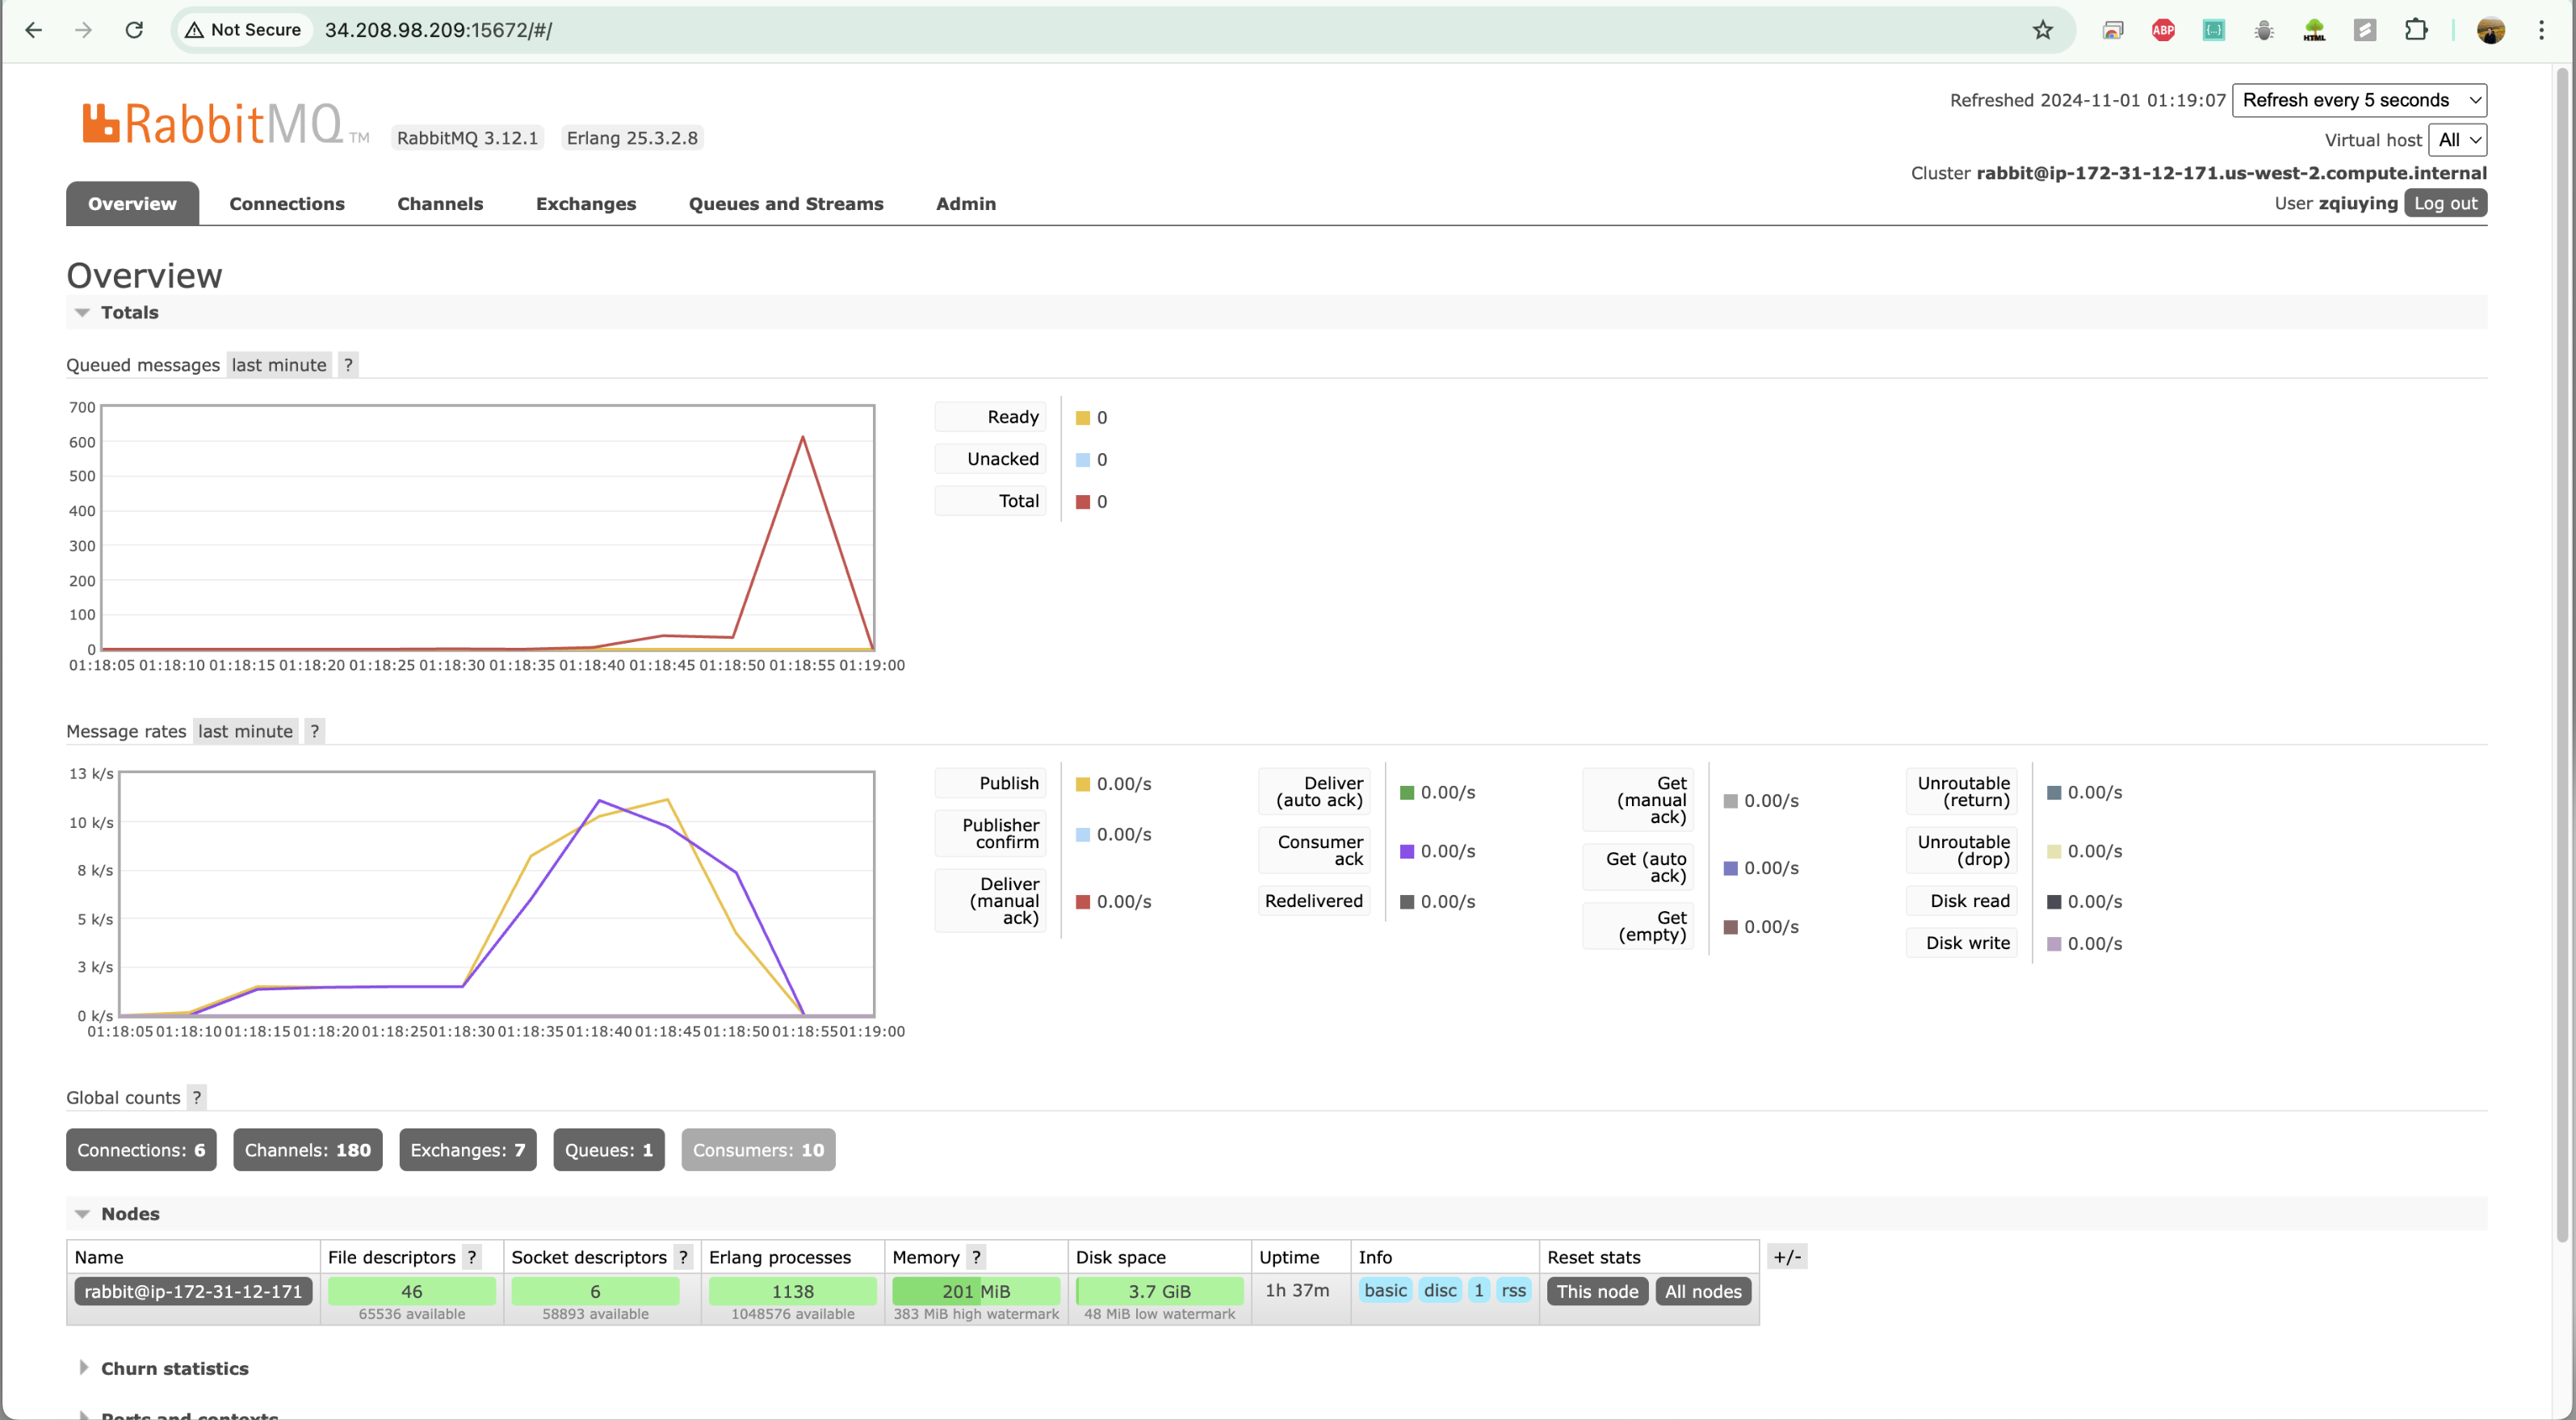 Not Secure 34.208.98.209:15672/#/
ABP
HTML
RabbitMQ TM RabbitMQ 3.12.1 Erlang 25.3.2.8
Refreshed 2024-11-01 01:19:07 Refresh every 5 seconds
Virtual host All
Cluster rabbit@ip-172-31-12-171.us-west-2.compute.internal
User zqiuying Log out
Overview Connections Channels Exchanges Queues and Streams Admin
Overview
Totals
Queued messages last minute ?
700
600
500
400
300
200
100
0
01:18:05 01:18:10 01:18:15 01:18:20 01:18:25 01:18:30 01:18:35 01:18:40 01:18:45 01:18:50 01:18:55 01:19:00
Ready 0
Unacked 0
Total 0
Message rates last minute ?
13 k/s
10 k/s
8 k/s
5 k/s
3 k/s
0 k/s
01:18:05 01:18:10 01:18:15 01:18:20 01:18:25 01:18:30 01:18:35 01:18:40 01:18:45 01:18:50 01:18:55 01:19:00
Publish 0.00/s
Publisher
confirm 0.00/s
Deliver
(manual
ack) 0.00/s
Deliver
(auto ack) 0.00/s
Consumer
ack 0.00/s
Redelivered 0.00/s
Get
(manual
ack) 0.00/s
Get (auto
ack) 0.00/s
Get
(empty) 0.00/s
Unroutable
(return) 0.00/s
Unroutable
(drop) 0.00/s
Disk read 0.00/s
Disk write 0.00/s
Global counts ?
Connections: 6 Channels: 180 Exchanges: 7 Queues: 1 Consumers: 10
Nodes
Name File descriptors ? Socket descriptors ? Erlang processes Memory ? Disk space Uptime Info Reset stats +/-
rabbit@ip-172-31-12-171 46 6 1138 201 MiB 3.7 GiB 1h 37m basic disc 1 rss This node All nodes
65536 available 58893 available 1048576 available 383 MiB high watermark 48 MiB low watermark
Churn statistics
Ports and contexts